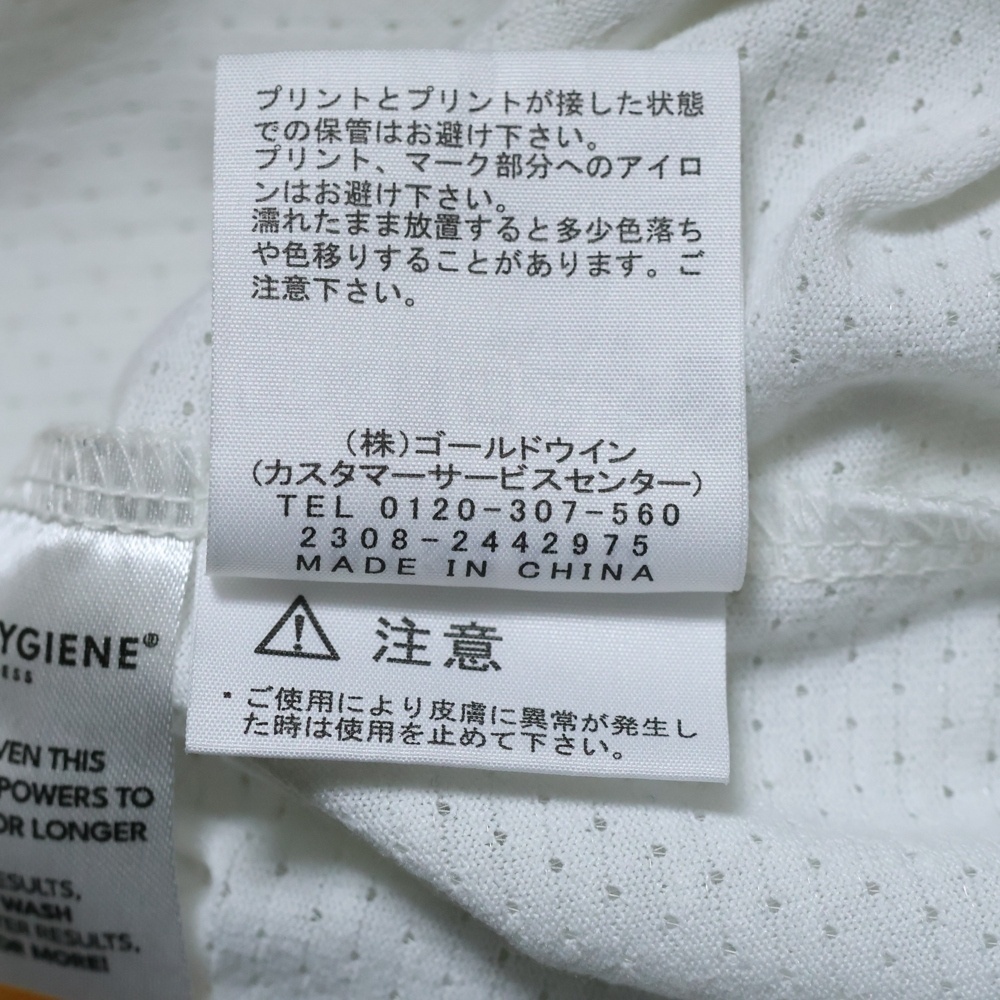 プリントとプリントが接した状態
での保管はお避け下さい。
プリント、マーク部分へのアイロ
ンはお避け下さい。
濡れたまま放置すると多少色落ち
や色移りすることがあります。ご
注意下さい。
(株)ゴールドウイン
(カスタマーサービスセンター)
TEL 0120-307-560
2308-2442975
MADE IN CHINA
注意
・ご使用により皮膚に異常が発生し
た時は使用を止めて下さい。
YGIENE®
ESS
VEN THIS
POWERS TO
OR LONGER
ESULTS,
WASH
TER RESULTS,
OR MORE!